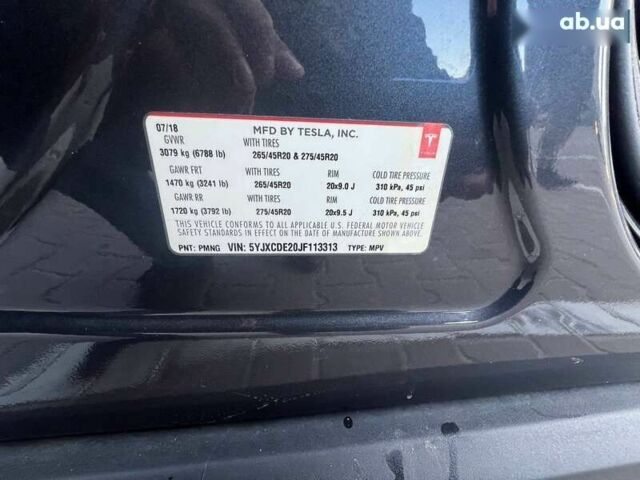 ab.ua
07/18 MFD BY TESLA, INC. TESLA
GVWR WITH TIRES
3079 kg (6788 lb) 265/45R20 & 275/45R20
GAWR FRT WITH TIRES RIM COLD TIRE PRESSURE
1470 kg (3241 lb) 265/45R20 20x9.0 J 310 kPa, 45 psi
GAWR RR WITH TIRES RIM COLD TIRE PRESSURE
1720 kg (3792 lb) 275/45R20 20x9.5 J 310 kPa, 45 psi
THIS VEHICLE CONFORMS TO ALL APPLICABLE U.S. FEDERAL MOTOR VEHICLE
SAFETY STANDARDS IN EFFECT ON THE DATE OF MANUFACTURE SHOWN ABOVE.
PNT: PMNG VIN: 5YJXCDE20JF113313 TYPE: MPV